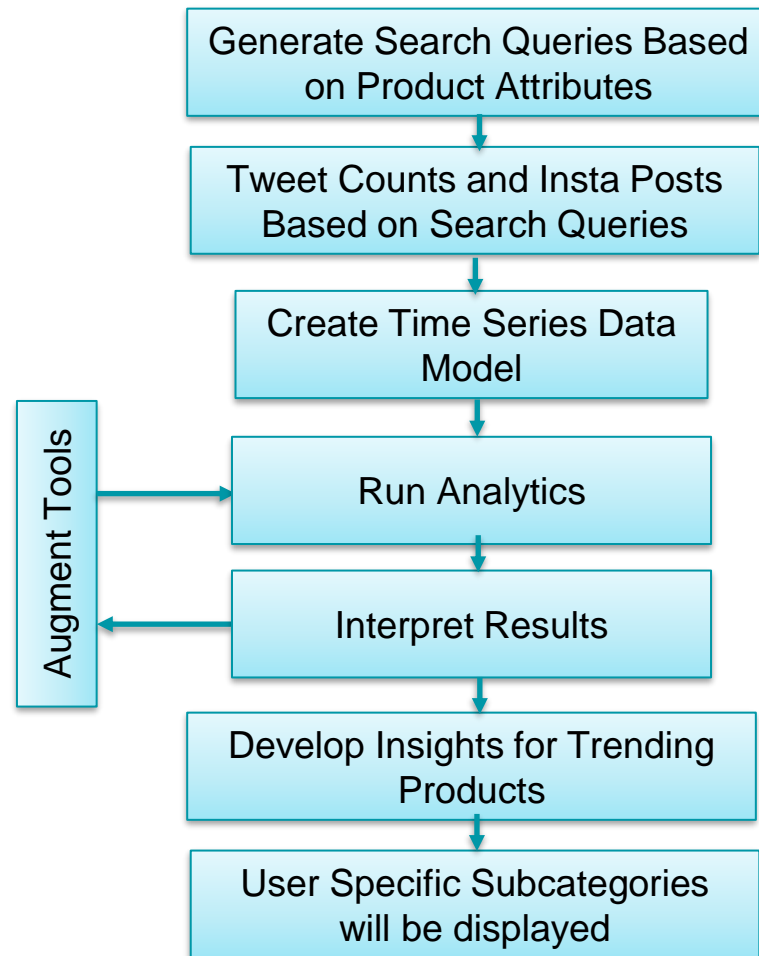 Generate Search Queries Based
on Product Attributes
Tweet Counts and Insta Posts
Based on Search Queries
Create Time Series Data
Model
Augment Tools
Run Analytics
Interpret Results
Develop Insights for Trending
Products
User Specific Subcategories
will be displayed